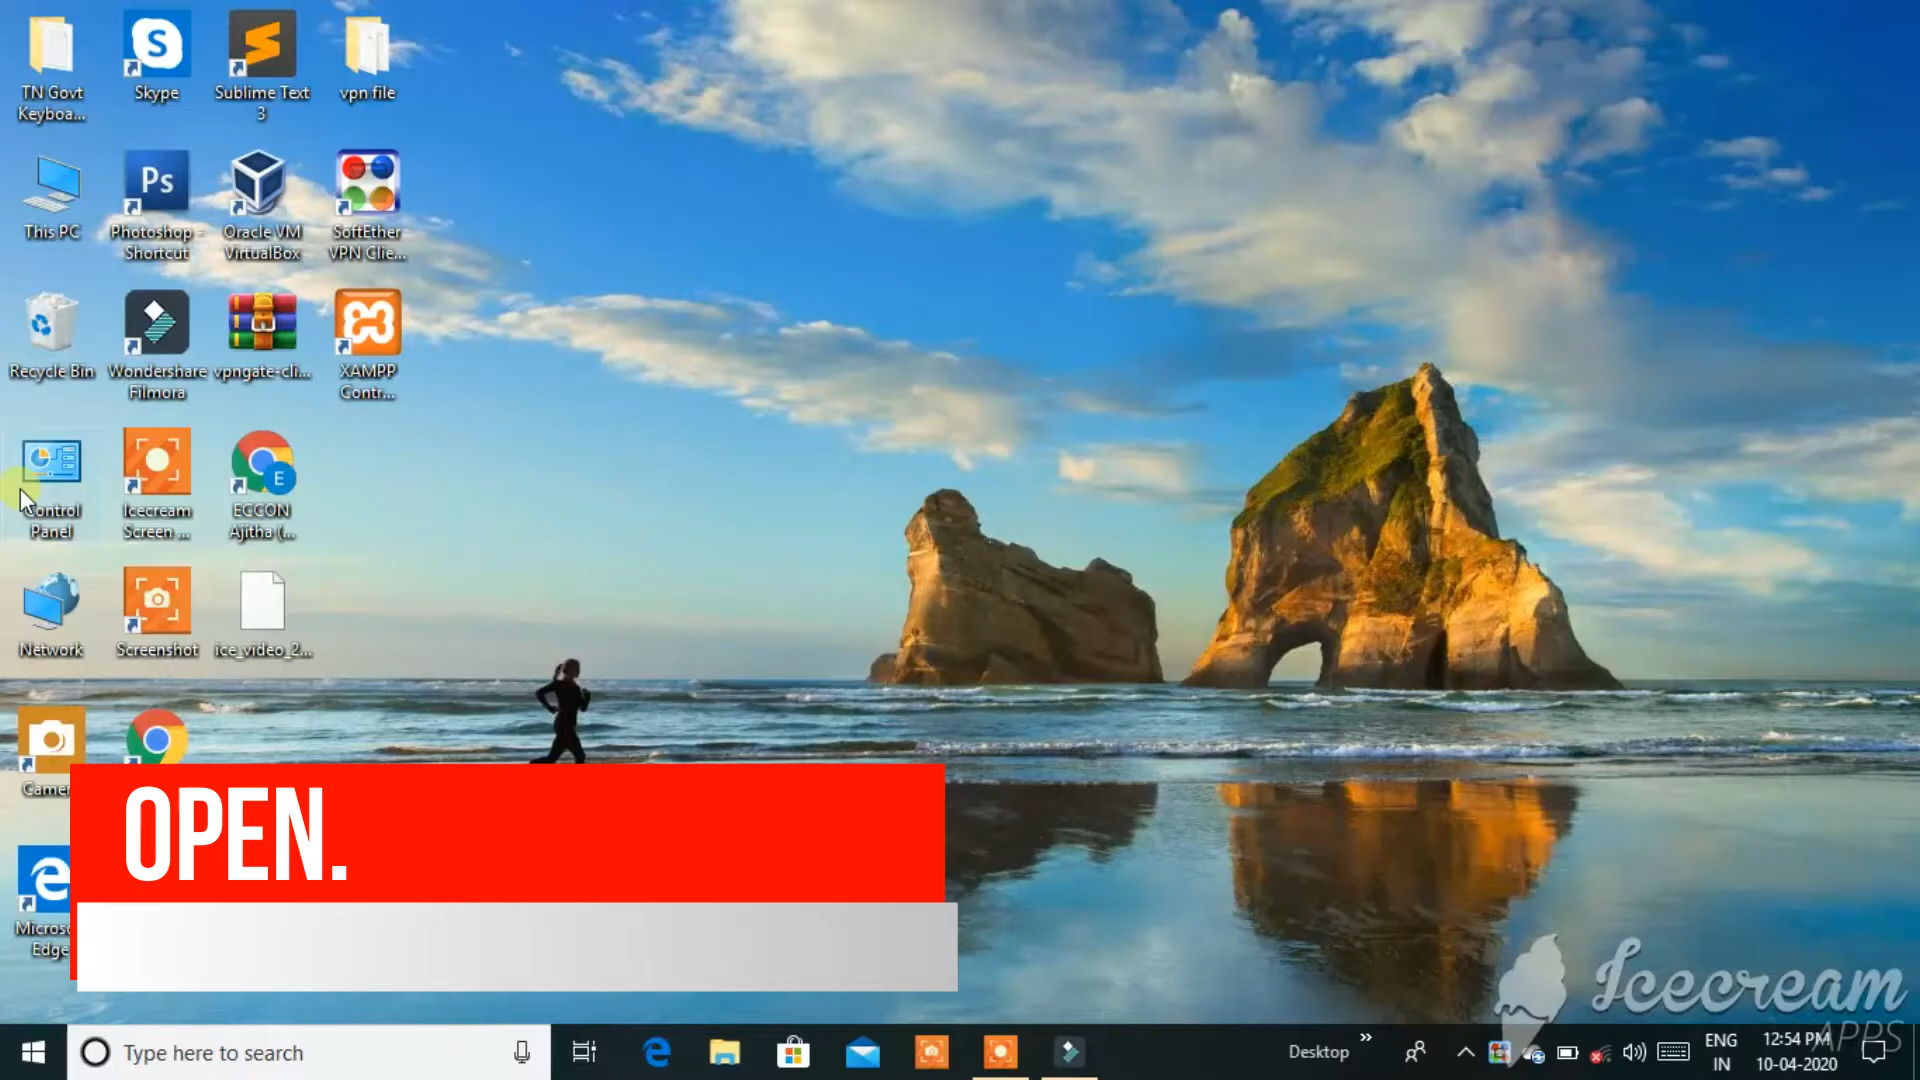 TN Govt
Keyboa...
Skype
Sublime Text
3
vpn file
This PC
Ps
Photoshop -
Shortcut
Oracle VM
VirtualBox
SoftEther
VPN Clie...
Recycle Bin
Wondershare
Filmora
vpngate-cli...
XAMPP
Contr...
Control
Panel
Icecream
Screen ...
E
ECCON
Ajitha (...
Network
Screenshot
ice_video_2...
Camer
Micros
Edge
OPEN.
Icecream
APPS
Type here to search
Desktop
ENG
IN
12:54 PM
10-04-2020